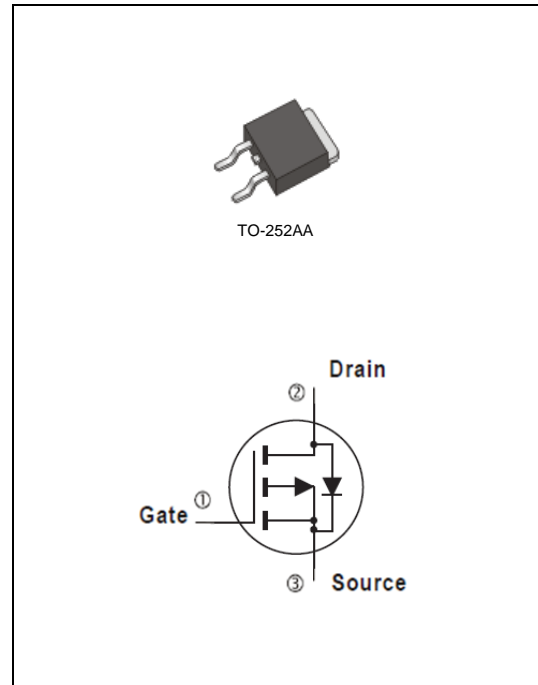 TO-252AA
Drain
②
Gate ①
③ Source